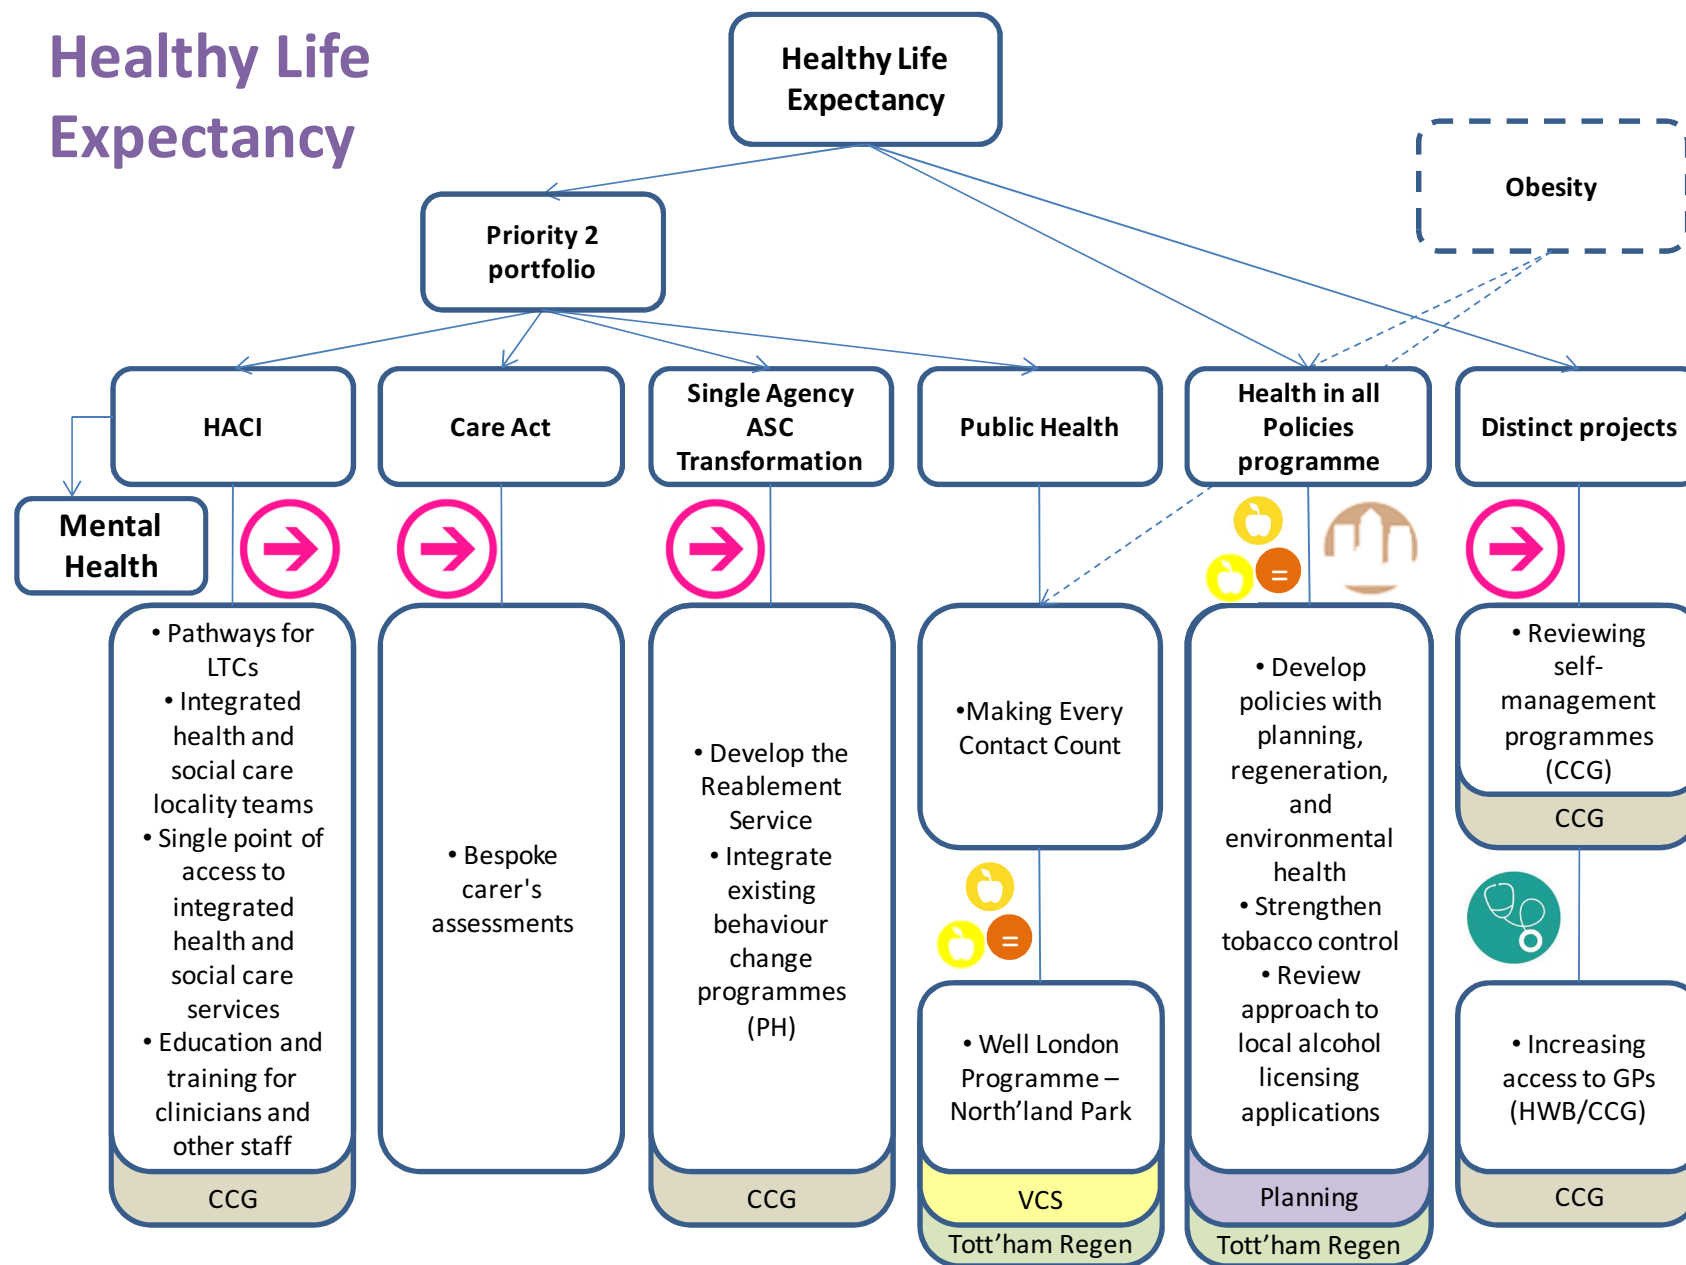 Healthy Life
Expectancy
Healthy Life
Expectancy
Obesity
Priority 2
portfolio
HACI
Care Act
Single Agency
ASC
Transformation
Public Health
Health in all
Policies
programme
Distinct projects
Mental
Health
• Pathways for
LTCs
• Integrated
health and
social care
locality teams
• Single point of
access to
integrated
health and
social care
services
• Education and
training for
clinicians and
other staff
CCG
• Bespoke
carer's
assessments
• Develop the
Reablement
Service
• Integrate
existing
behaviour
change
programmes
(PH)
CCG
•Making Every
Contact Count
=
• Well London
Programme –
North’land Park
VCS
Tott’ham Regen
=
• Develop
policies with
planning,
regeneration,
and
environmental
health
• Strengthen
tobacco control
• Review
approach to
local alcohol
licensing
applications
Planning
Tott’ham Regen
• Reviewing
self-
management
programmes
(CCG)
CCG
• Increasing
access to GPs
(HWB/CCG)
CCG